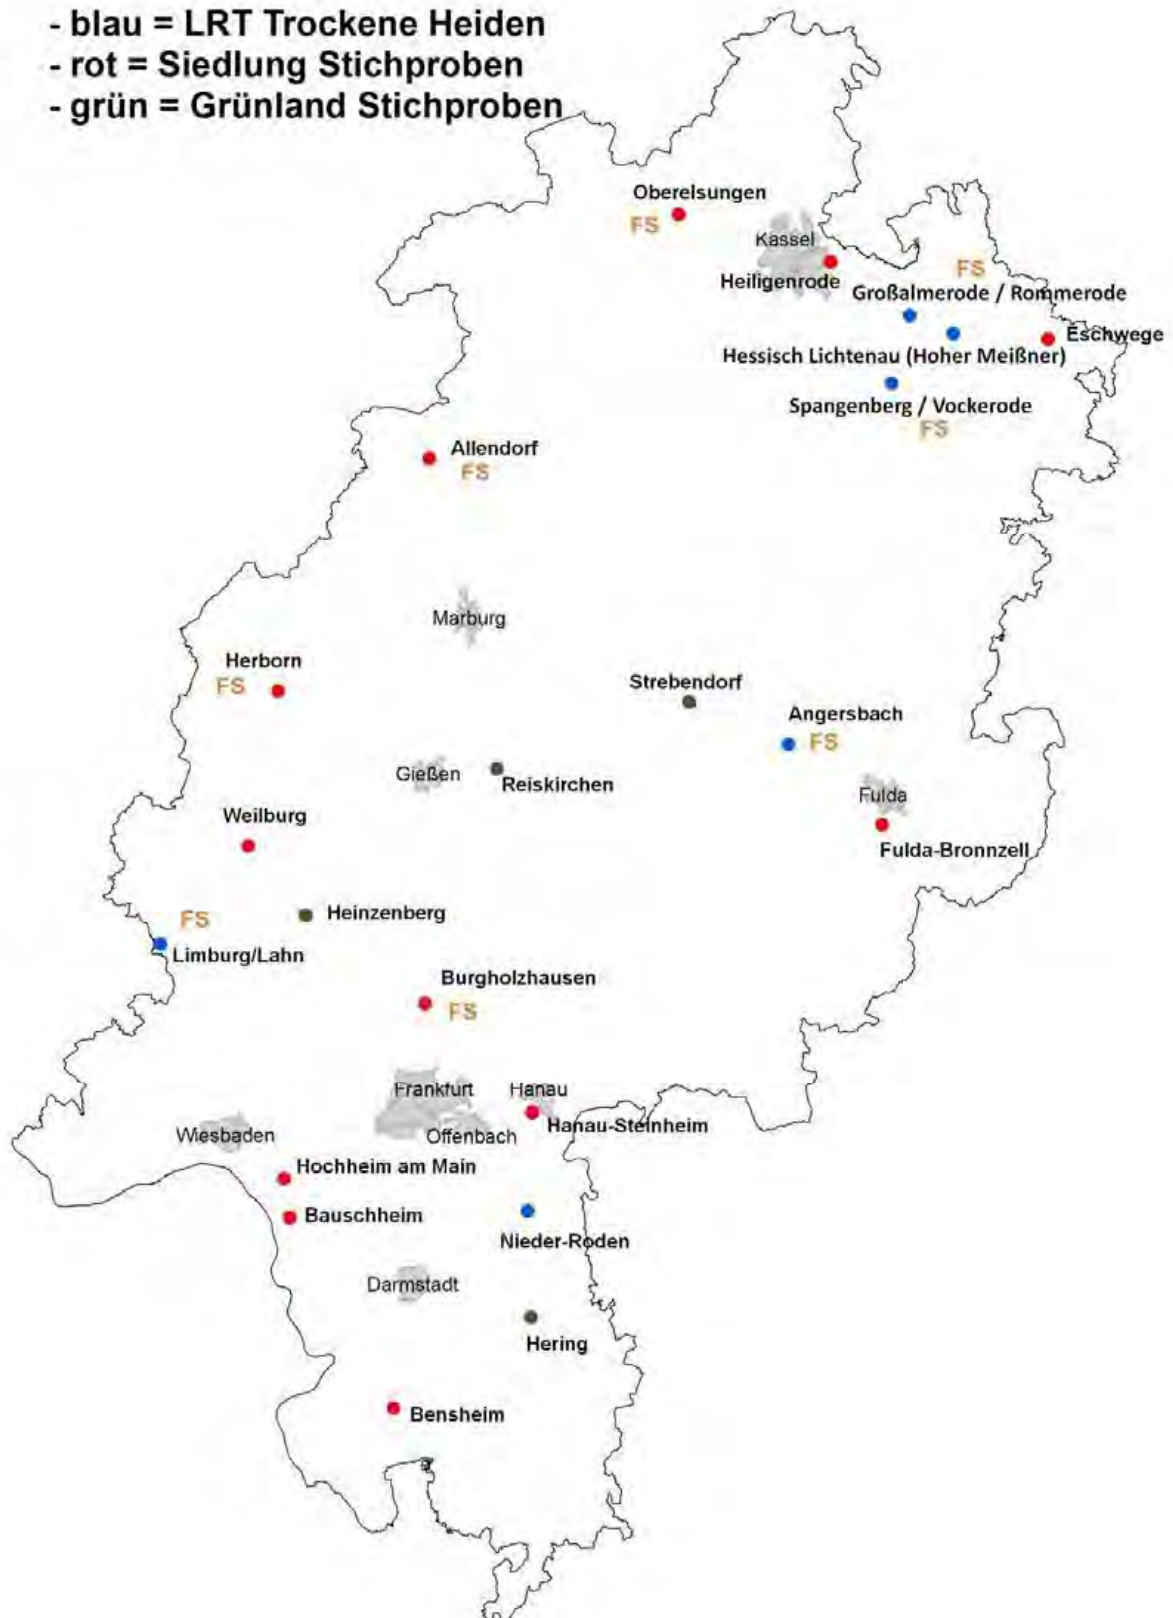 - blau = LRT Trockene Heiden
- rot = Siedlung Stichproben
- grün = Grünland Stichproben
Oberelsungen
FS
Kassel
Heiligenrode
FS
Großalmerode / Rommerode
Eschwege
Hessisch Lichtenau (Hoher Meißner)
Spangenberg / Vockerode
FS
Allendorf
FS
Marburg
Herborn
FS
Strebendorf
Angersbach
FS
Gießen
Reiskirchen
Fulda
Weilburg
Fulda-Bronnzell
Heinzenberg
FS
Limburg/Lahn
Burgholzhausen
FS
Frankfurt
Hanau
Hanau-Steinheim
Wiesbaden
Offenbach
Hochheim am Main
Bauschheim
Nieder-Roden
Darmstadt
Hering
Bensheim